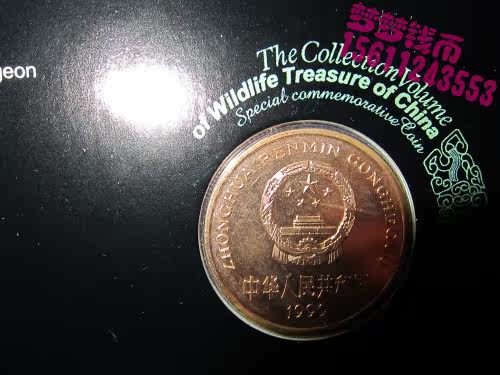 梦梦钱币
15611243553
geon
The Collection Volume
of Wildlife Treasure of China
Special commemorative Coin
ZHONGHUA RENMIN GONGHEGUO
中华人民共和国
1999